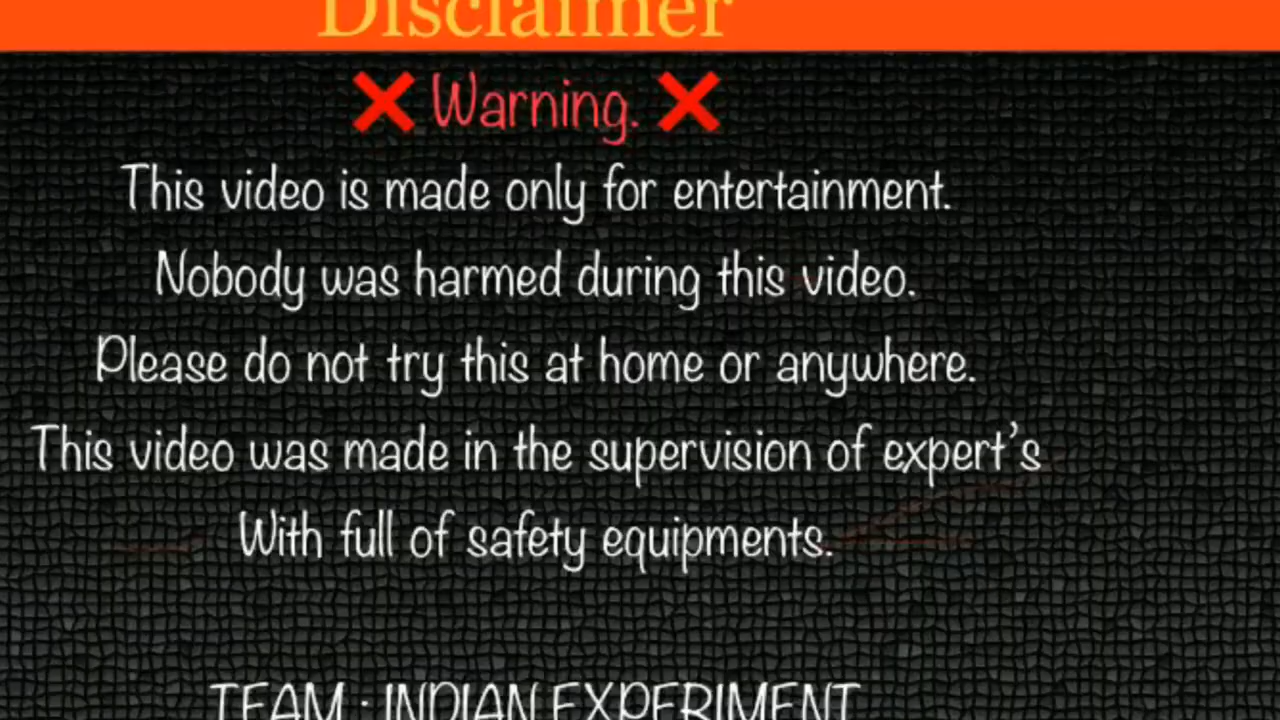 Disclaimer
❌ Warning. ❌
This video is made only for entertainment.
Nobody was harmed during this video.
Please do not try this at home or anywhere.
This video was made in the supervision of expert's
With full of safety equipments.
TEAM : INDIAN EXPERIMENT